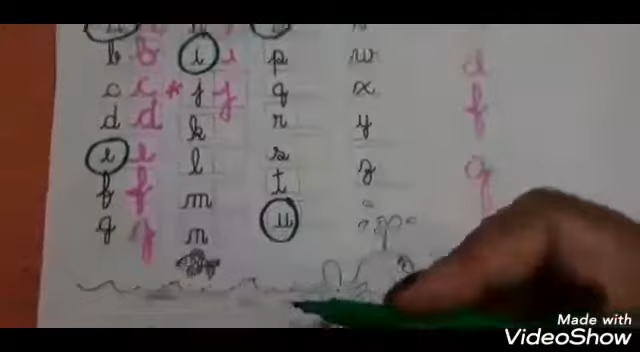 b b i i p w
d
c c * j j q x
f
d d k r y
e e l s z
g
f f m t
g g n u
Made with
VideoShow